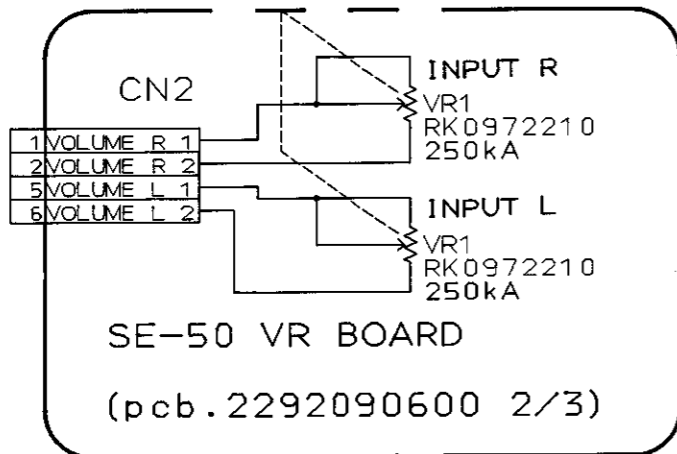 INPUT R
CN2
VR1
RK0972210
250kA
1 VOLUME R 1
2 VOLUME R 2
5 VOLUME L 1
6 VOLUME L 2
INPUT L
VR1
RK0972210
250kA
SE-50 VR BOARD
(pcb.2292090600 2/3)